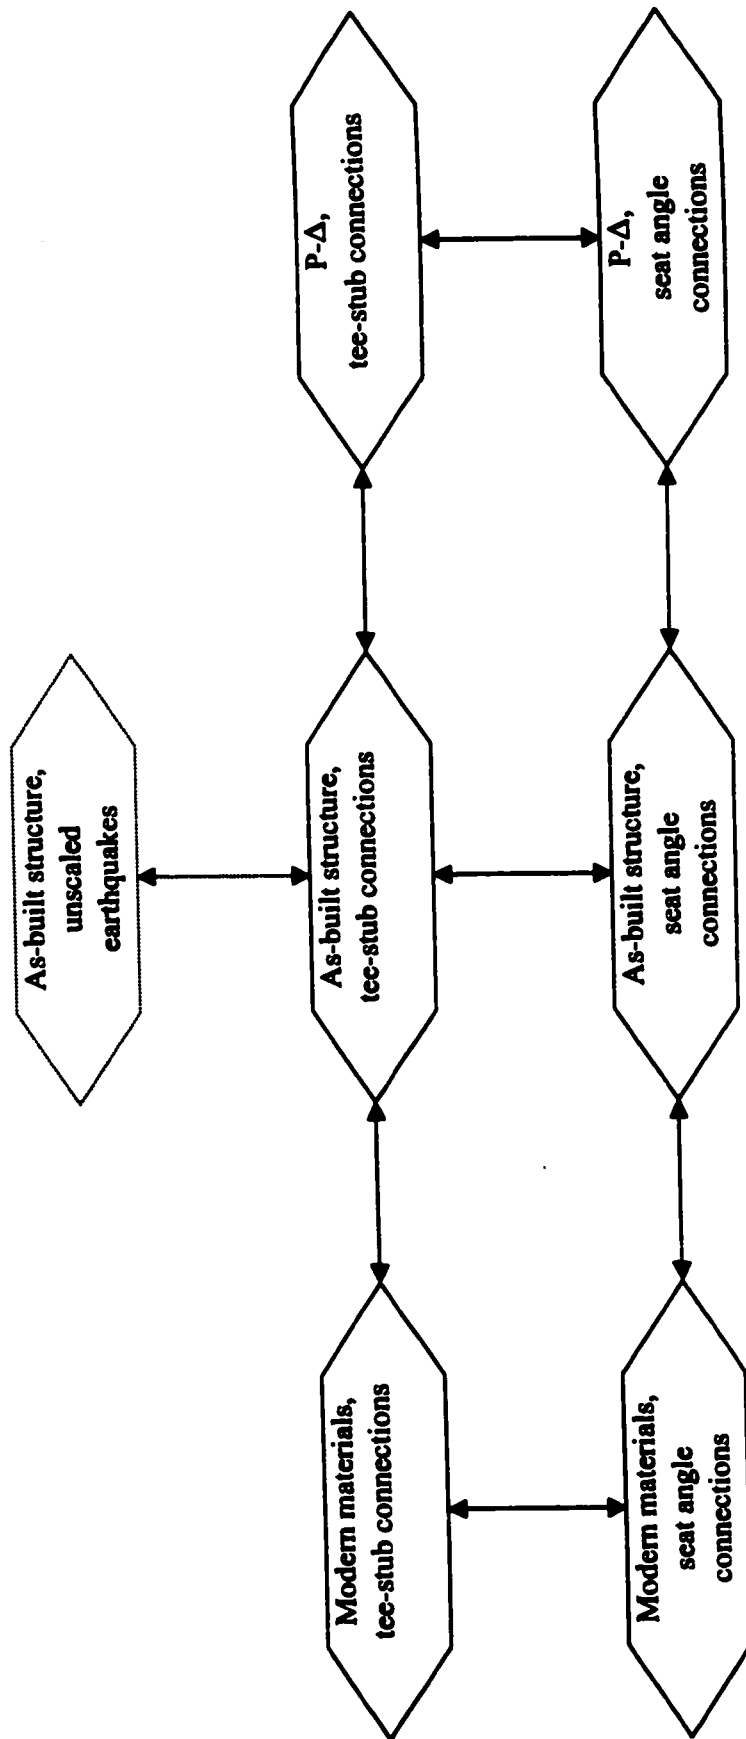 As-built structure,
unscaled
earthquakes
Modern materials,
tee-stub connections
As-built structure,
tee-stub connections
P-Δ,
tee-stub connections
Modern materials,
seat angle
connections
As-built structure,
seat angle
connections
P-Δ,
seat angle
connections